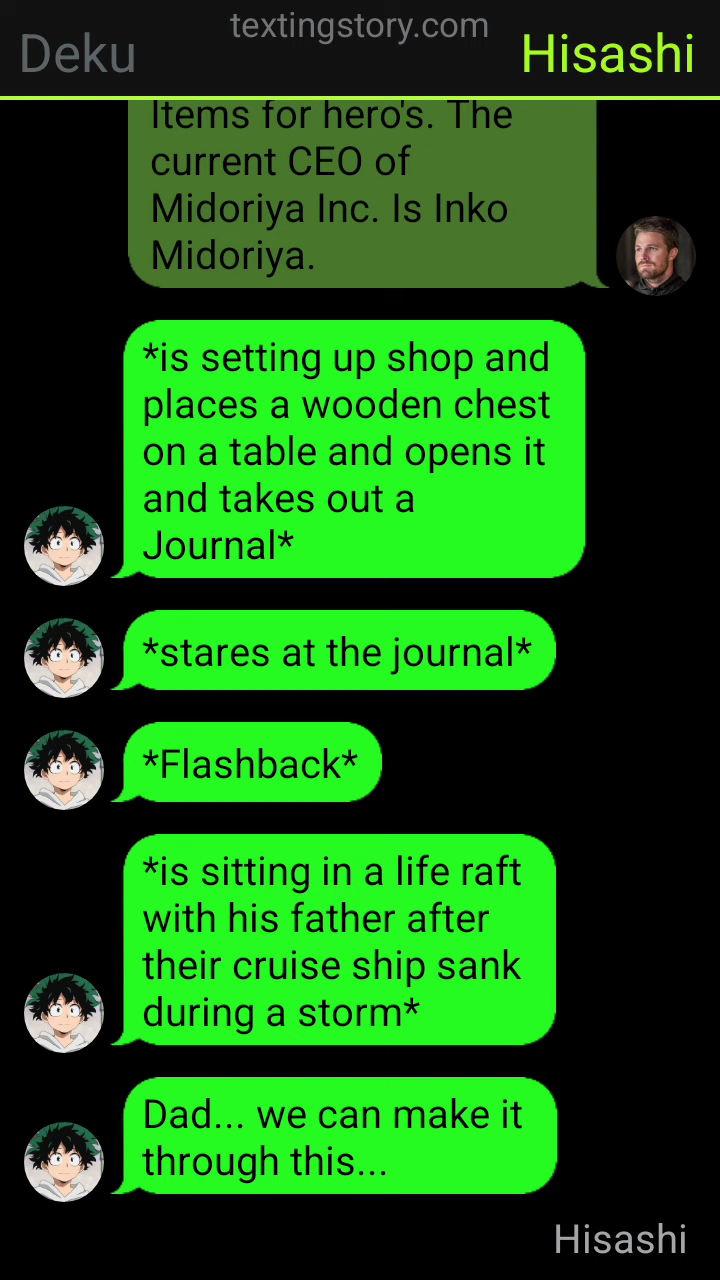 textingstory.com
Deku
Hisashi
Items for hero's. The
current CEO of
Midoriya Inc. Is Inko
Midoriya.
*is setting up shop and
places a wooden chest
on a table and opens it
and takes out a
Journal*
*stares at the journal*
*Flashback*
*is sitting in a life raft
with his father after
their cruise ship sank
during a storm*
Dad... we can make it
through this...
Hisashi